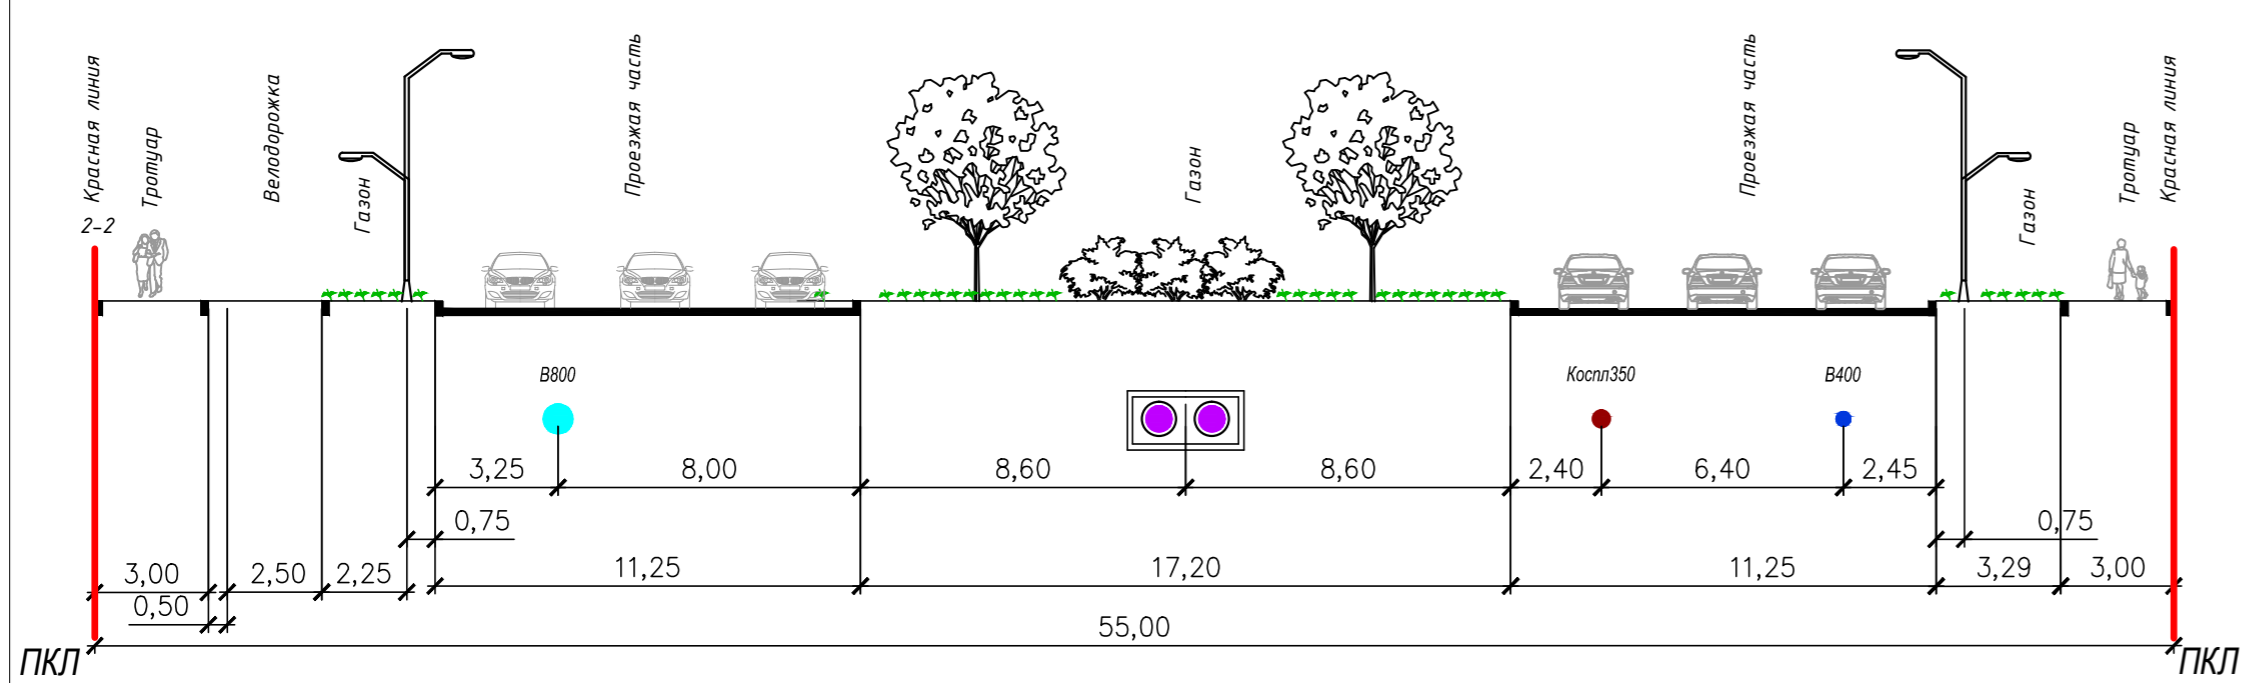 Красная линия
2-2
Тротуар
Велодорожка
Газон
Проезжая часть
Газон
Проезжая часть
Газон
Тротуар
Красная линия
В800
Коспл350
В400
3,25
8,00
8,60
8,60
2,40
6,40
2,45
0,75
0,75
3,00
2,50
2,25
11,25
17,20
11,25
3,29
3,00
0,50
55,00
ПКЛ
ПКЛ